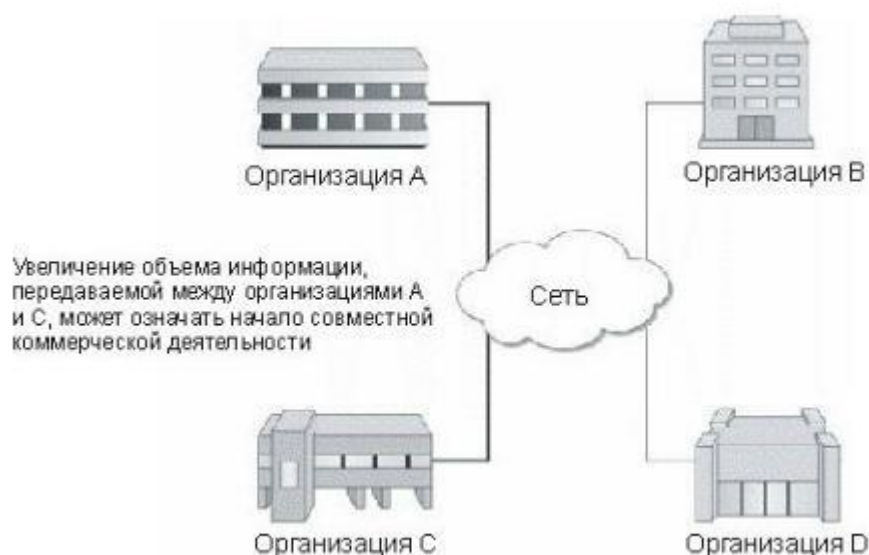 Организация А
Организация В
Увеличение объема информации,
передаваемой между организациями А
и С, может означать начало совместной
коммерческой деятельности
Сеть
Организация С
Организация D